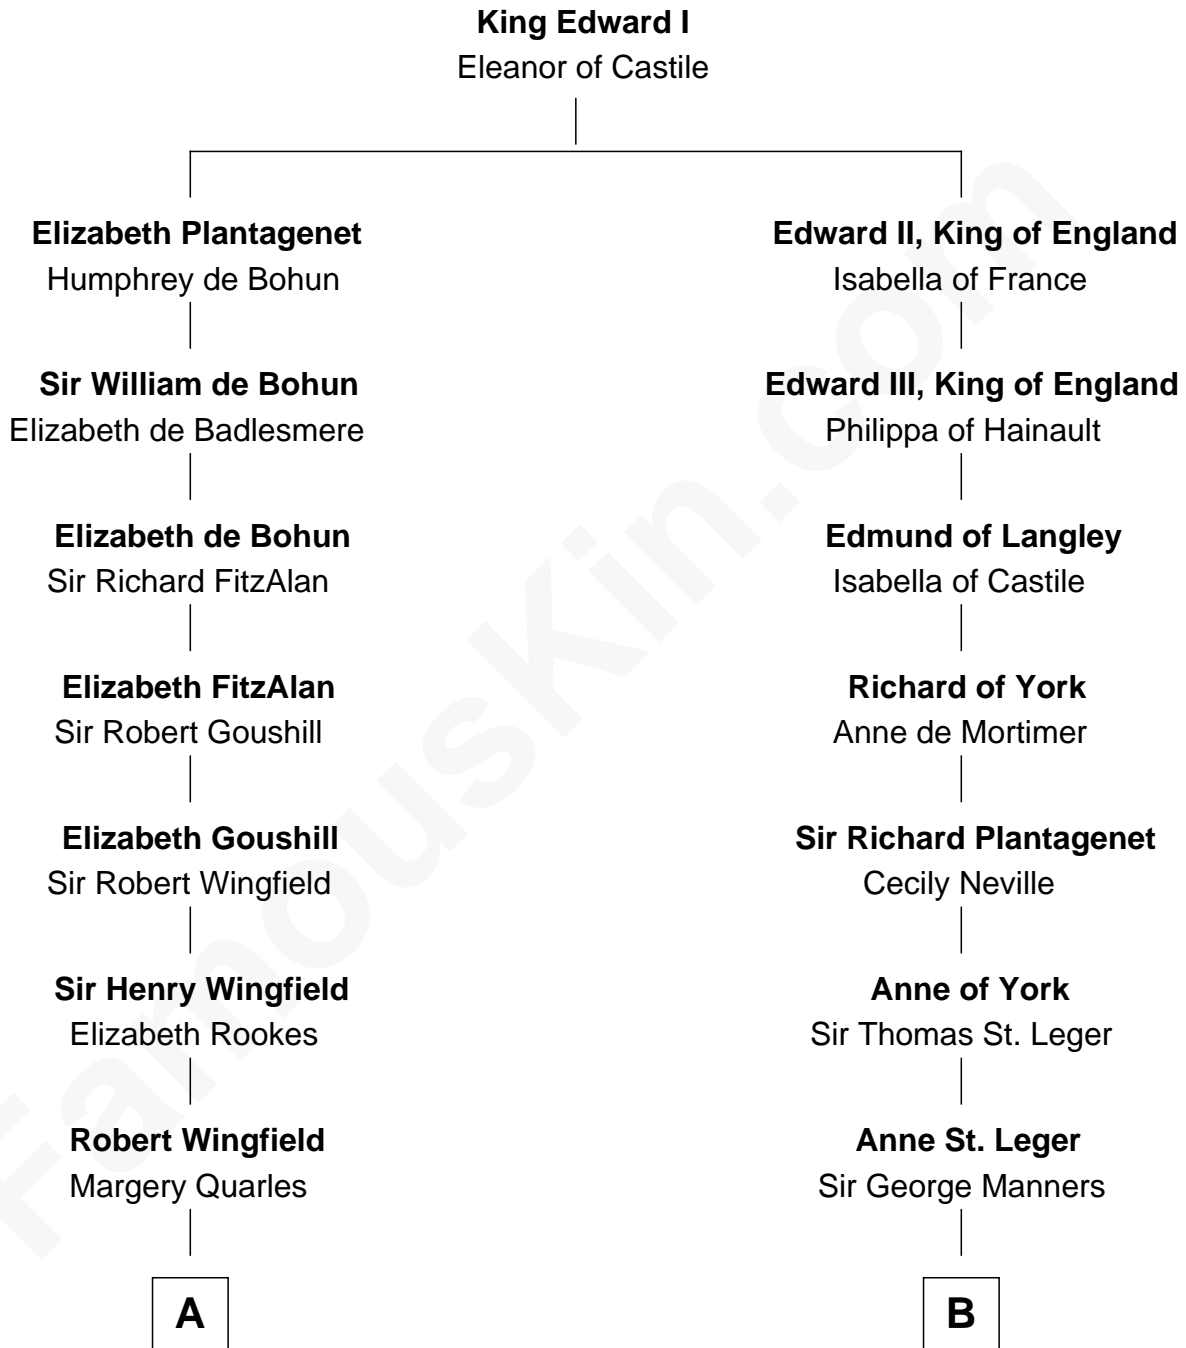 King Edward I
Eleanor of Castile
Elizabeth Plantagenet
Humphrey de Bohun
Sir William de Bohun
Elizabeth de Badlesmere
Elizabeth de Bohun
Sir Richard FitzAlan
Elizabeth FitzAlan
Sir Robert Goushill
Elizabeth Goushill
Sir Robert Wingfield
Sir Henry Wingfield
Elizabeth Rookes
Robert Wingfield
Margery Quarles
A
Edward II, King of England
Isabella of France
Edward III, King of England
Philippa of Hainault
Edmund of Langley
Isabella of Castile
Richard of York
Anne de Mortimer
Sir Richard Plantagenet
Cecily Neville
Anne of York
Sir Thomas St. Leger
Anne St. Leger
Sir George Manners
B
FamousKin.com